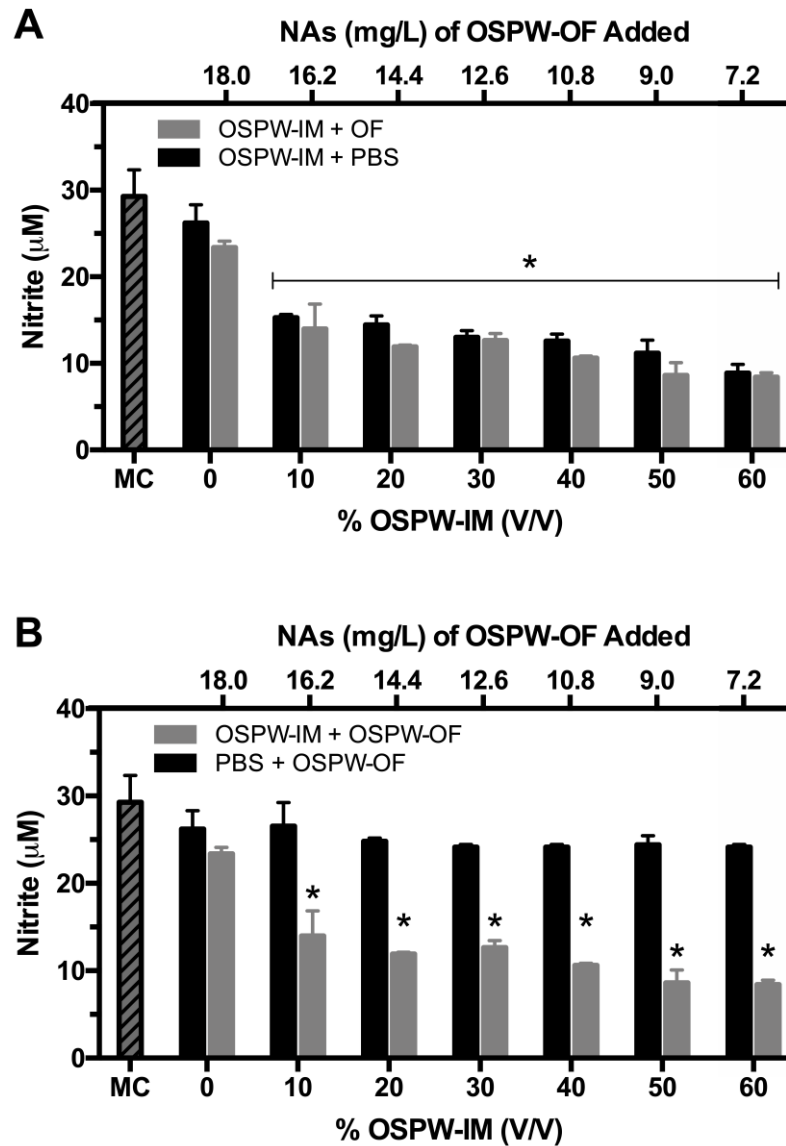 A
NAs (mg/L) of OSPW-OF Added
18.0 16.2 14.4 12.6 10.8 9.0 7.2
40
OSPW-IM + OF
OSPW-IM + PBS
30
*
20
10
0
Nitrite (μM)
MC 0 10 20 30 40 50 60
% OSPW-IM (V/V)
B
NAs (mg/L) of OSPW-OF Added
18.0 16.2 14.4 12.6 10.8 9.0 7.2
40
OSPW-IM + OSPW-OF
PBS + OSPW-OF
30
20
* * * * * *
10
0
Nitrite (μM)
MC 0 10 20 30 40 50 60
% OSPW-IM (V/V)